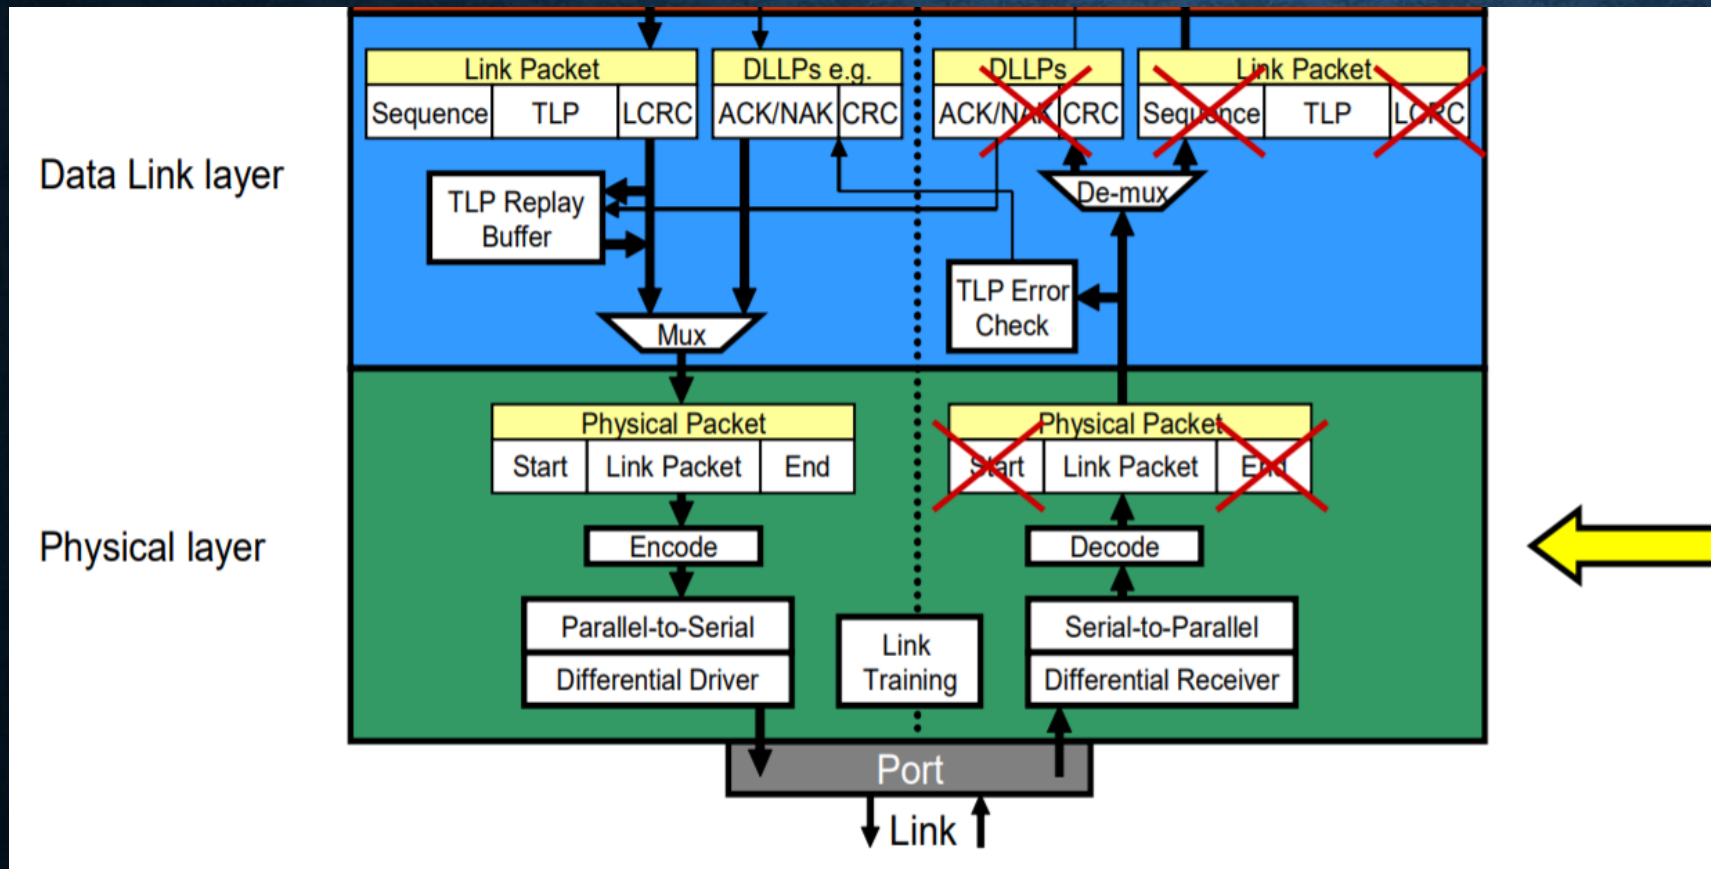 Link Packet
Sequence TLP LCRC
DLLPs e.g.
ACK/NAK CRC
DLLPs
ACK/NAK CRC
Link Packet
Sequence TLP LCRC
Data Link layer
TLP Replay
Buffer
De-mux
TLP Error
Check
Mux
Physical Packet
Start Link Packet End
Physical Packet
Start Link Packet End
Physical layer
Encode
Decode
Parallel-to-Serial
Differential Driver
Link
Training
Serial-to-Parallel
Differential Receiver
Port
Link